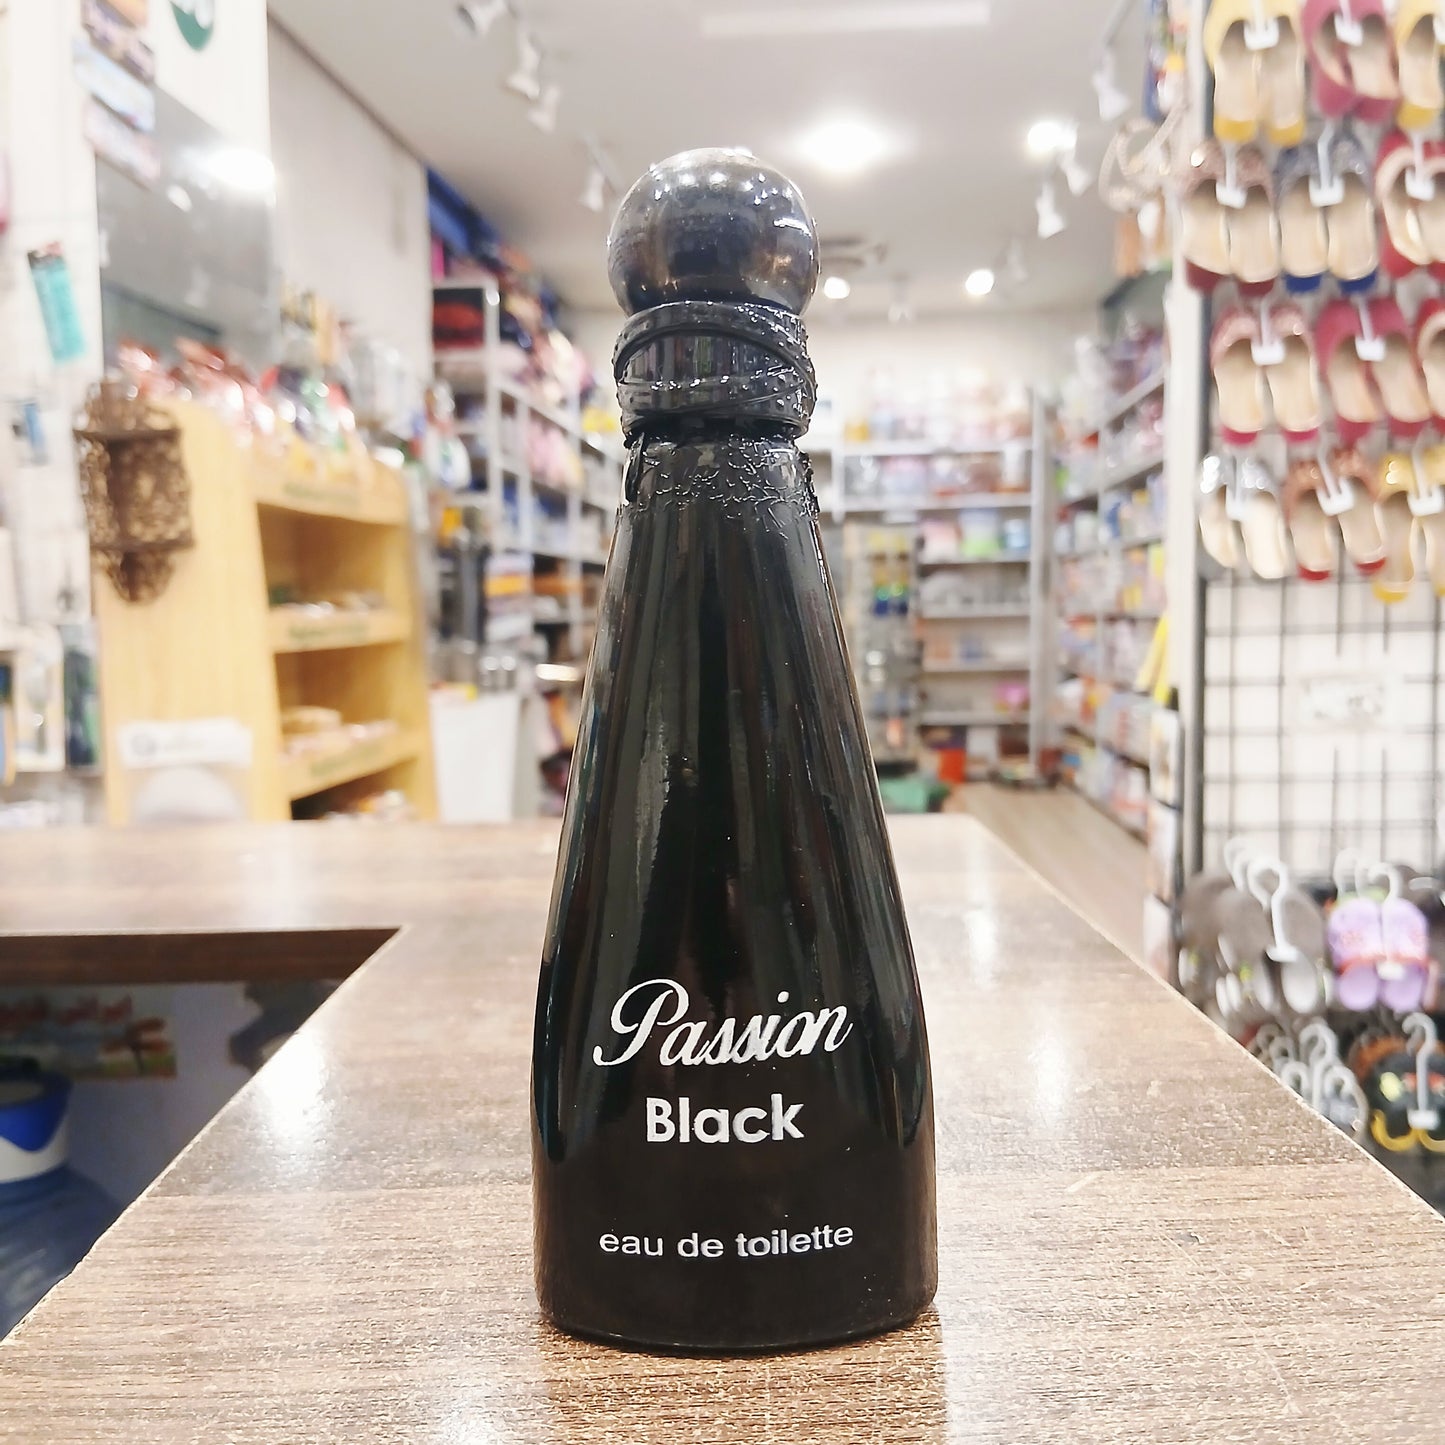 Passion
Black
eau de toilette